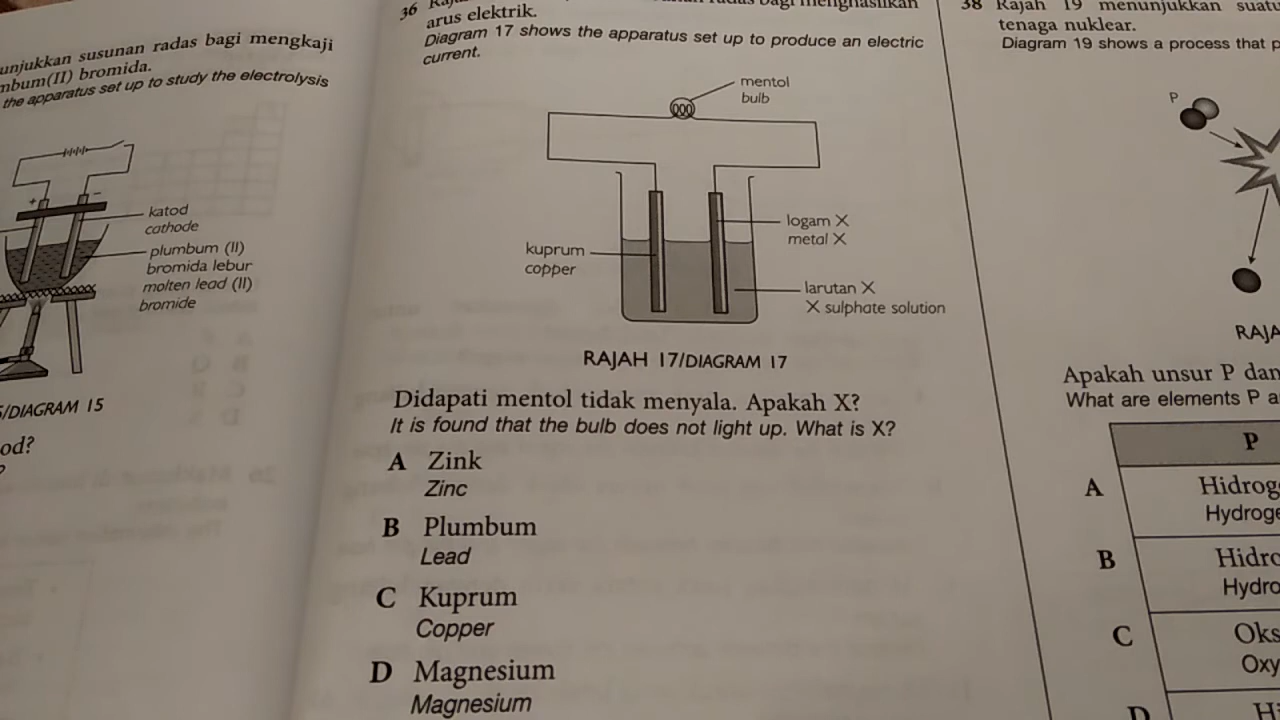 unjukkan susunan radas bagi mengkaji
mbum(II) bromida.
the apparatus set up to study the electrolysis
+
−
katod
cathode
plumbum (II)
bromida lebur
molten lead (II)
bromide
/DIAGRAM 15
od?
36
menghasilkan
arus elektrik.
Diagram 17 shows the apparatus set up to produce an electric
current.
mentol
bulb
logam X
metal X
kuprum
copper
larutan X
X sulphate solution
RAJAH 17/DIAGRAM 17
Didapati mentol tidak menyala. Apakah X?
It is found that the bulb does not light up. What is X?
A Zink
Zinc
B Plumbum
Lead
C Kuprum
Copper
D Magnesium
Magnesium
38 Rajah 19 menunjukkan suatu
tenaga nuklear.
Diagram 19 shows a process that p
P
RAJA
Apakah unsur P dan
What are elements P a
P
A Hidrog
Hydroge
B Hidro
Hydro
C Oks
Oxy
D Hi